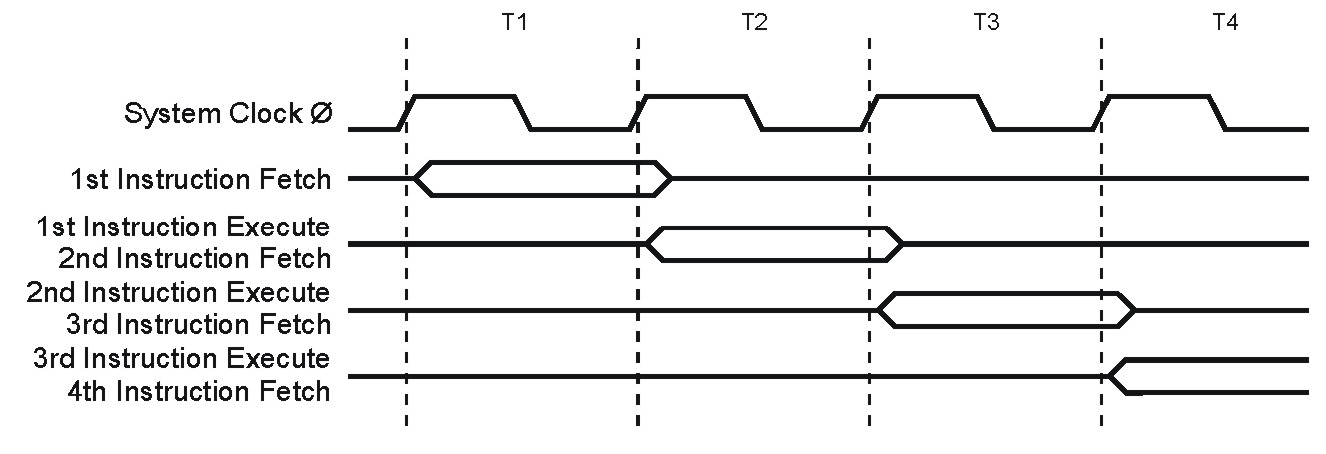 T1 T2 T3 T4
System Clock Ø
1st Instruction Fetch
1st Instruction Execute
2nd Instruction Fetch
2nd Instruction Execute
3rd Instruction Fetch
3rd Instruction Execute
4th Instruction Fetch